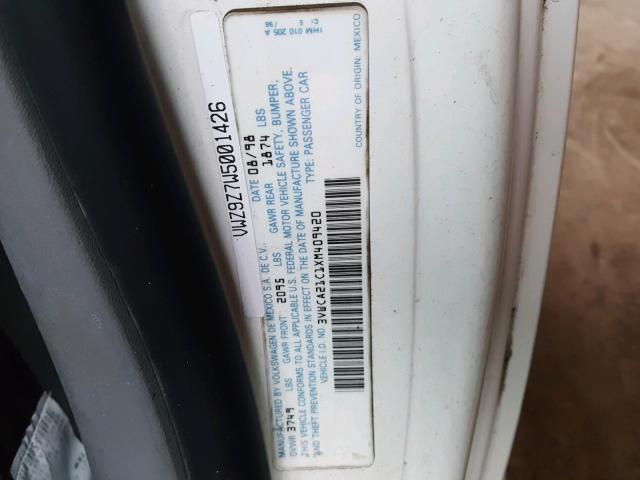 VWZ9Z7W5001426
1HM 010 205 A
MANUFACTURED BY VOLKSWAGEN DE MEXICO S.A. DE C.V. DATE 08/98
GVWR 3749 LBS GAWR FRONT 2095 LBS GAWR REAR 1874 LBS
THIS VEHICLE CONFORMS TO ALL APPLICABLE U.S. FEDERAL MOTOR VEHICLE SAFETY, BUMPER,
AND THEFT PREVENTION STANDARDS IN EFFECT ON THE DATE OF MANUFACTURE SHOWN ABOVE.
VEHICLE I.D. NO. 3VWCA21C1XM409420 TYPE: PASSENGER CAR
COUNTRY OF ORIGIN: MEXICO